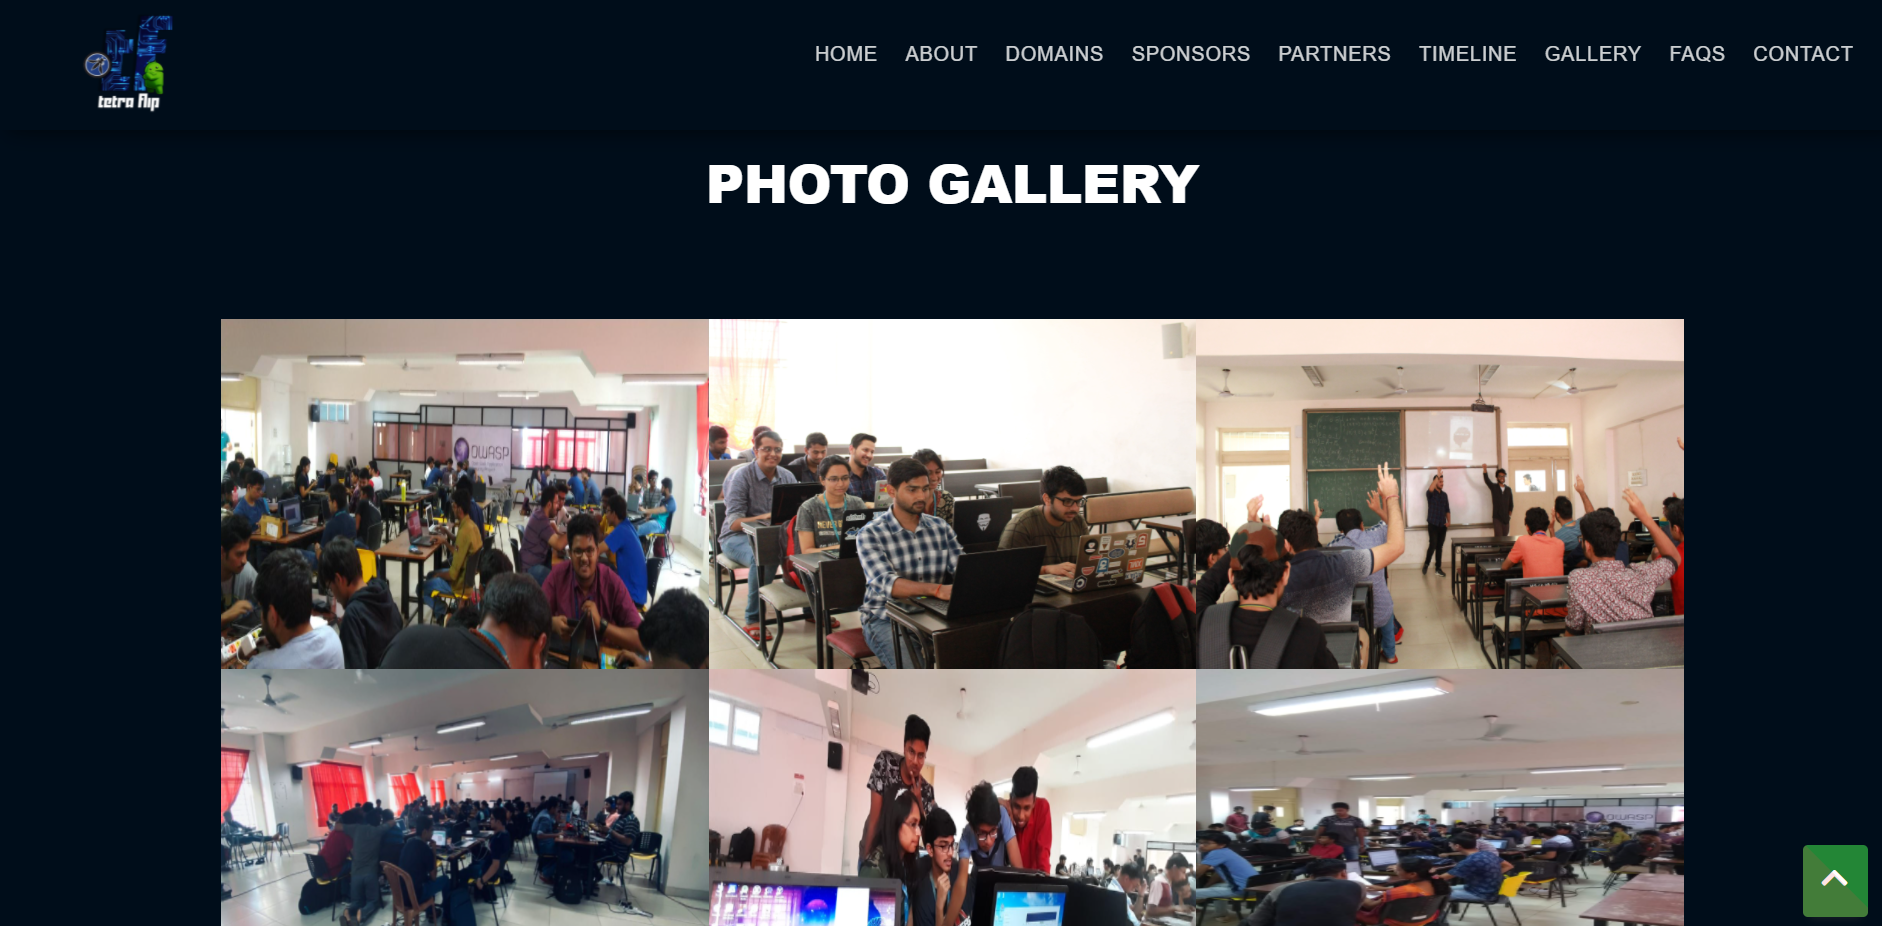 tetra flip
HOME ABOUT DOMAINS SPONSORS PARTNERS TIMELINE GALLERY FAQS CONTACT
PHOTO GALLERY
OWASP
OWASP